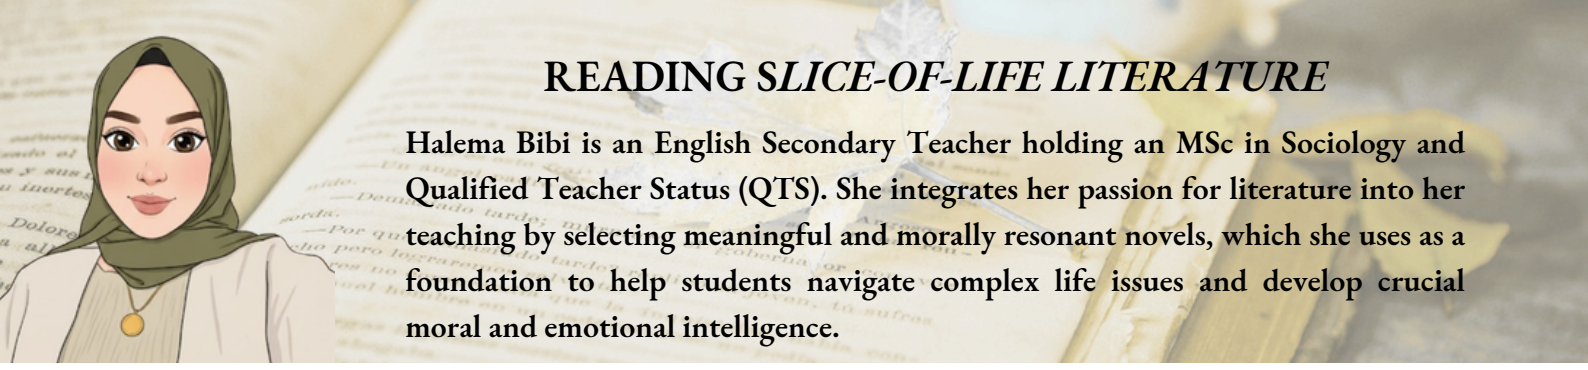 READING SLICE-OF-LIFE LITERATURE
Halema Bibi is an English Secondary Teacher holding an MSc in Sociology and
Qualified Teacher Status (QTS). She integrates her passion for literature into her
teaching by selecting meaningful and morally resonant novels, which she uses as a
foundation to help students navigate complex life issues and develop crucial
moral and emotional intelligence.